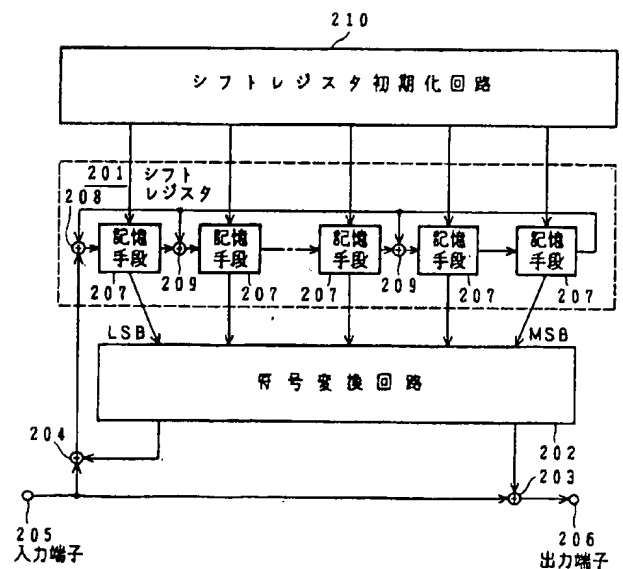 210
シフトレジスタ初期化回路
201 シフト
レジスタ
208
記憶
手段
記憶
手段
記憶
手段
記憶
手段
記憶
手段
207
209
207
207
209
207
207
LSB
MSB
符号変換回路
202
204
203
205
入力端子
206
出力端子